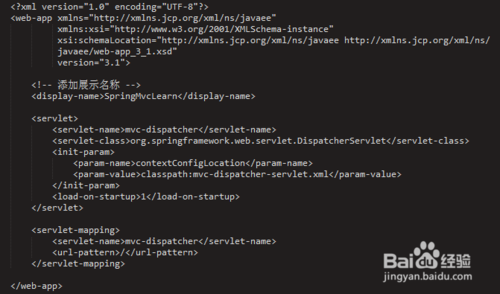 <?xml version="1.0" encoding="UTF-8"?>
<web-app xmlns="http://xmlns.jcp.org/xml/ns/javaee"
xmlns:xsi="http://www.w3.org/2001/XMLSchema-instance"
xsi:schemaLocation="http://xmlns.jcp.org/xml/ns/javaee http://xmlns.jcp.org/xml/ns/
javaee/web-app_3_1.xsd"
version="3.1">
<!-- 添加展示名称 -->
<display-name>SpringMvcLearn</display-name>
<servlet>
<servlet-name>mvc-dispatcher</servlet-name>
<servlet-class>org.springframework.web.servlet.DispatcherServlet</servlet-class>
<init-param>
<param-name>contextConfigLocation</param-name>
<param-value>classpath:mvc-dispatcher-servlet.xml</param-value>
</init-param>
<load-on-startup>1</load-on-startup>
</servlet>
<servlet-mapping>
<servlet-name>mvc-dispatcher</servlet-name>
<url-pattern>/</url-pattern>
</servlet-mapping>
</web-app>
Baidu 经验
jingyan.baidu.com